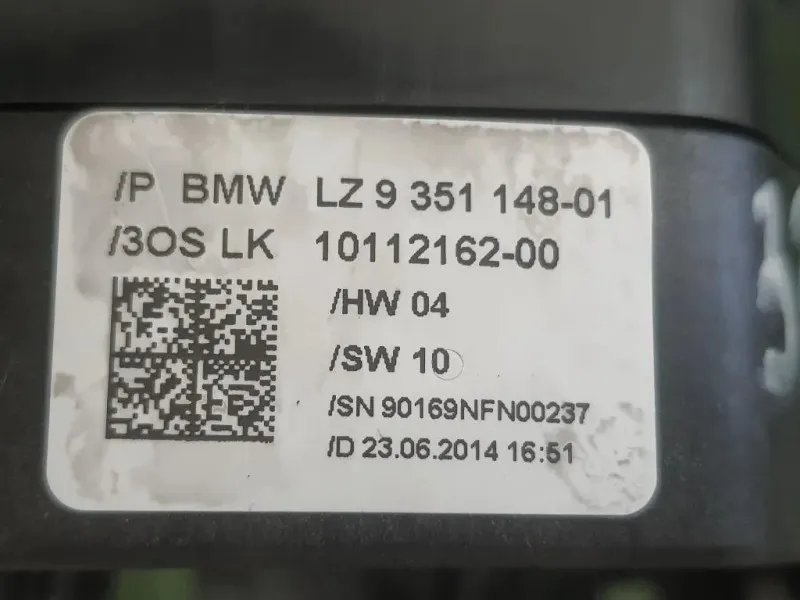 /P BMW LZ 9 351 148-01
/3OS LK 10112162-00
/HW 04
/SW 10
/SN 90169NFN00237
/D 23.06.2014 16:51